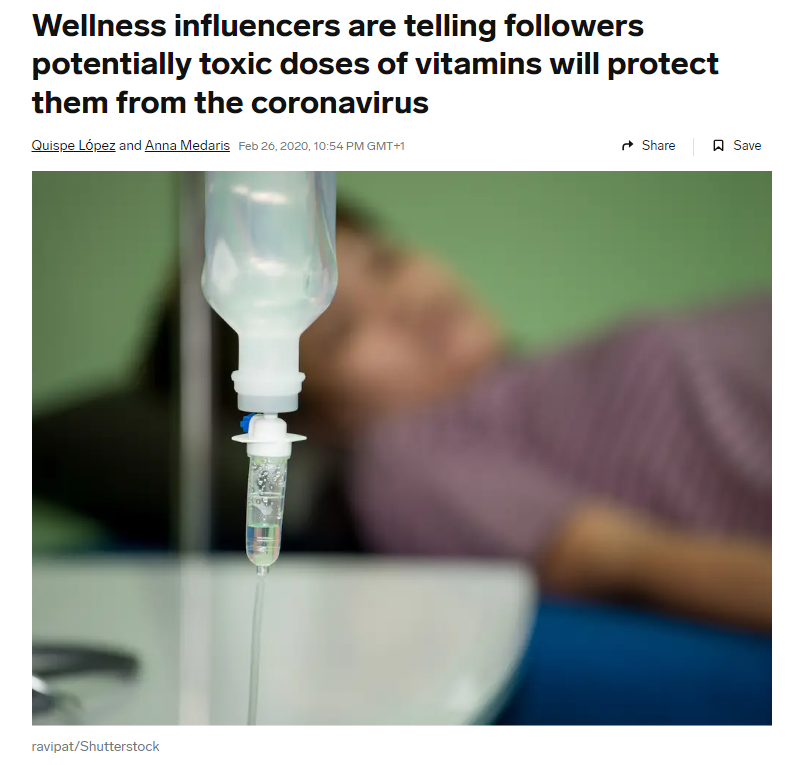 Wellness influencers are telling followers
potentially toxic doses of vitamins will protect
them from the coronavirus
Quispe López and Anna Medaris Feb 26, 2020, 10:54 PM GMT+1
Share
Save
ravipat/Shutterstock